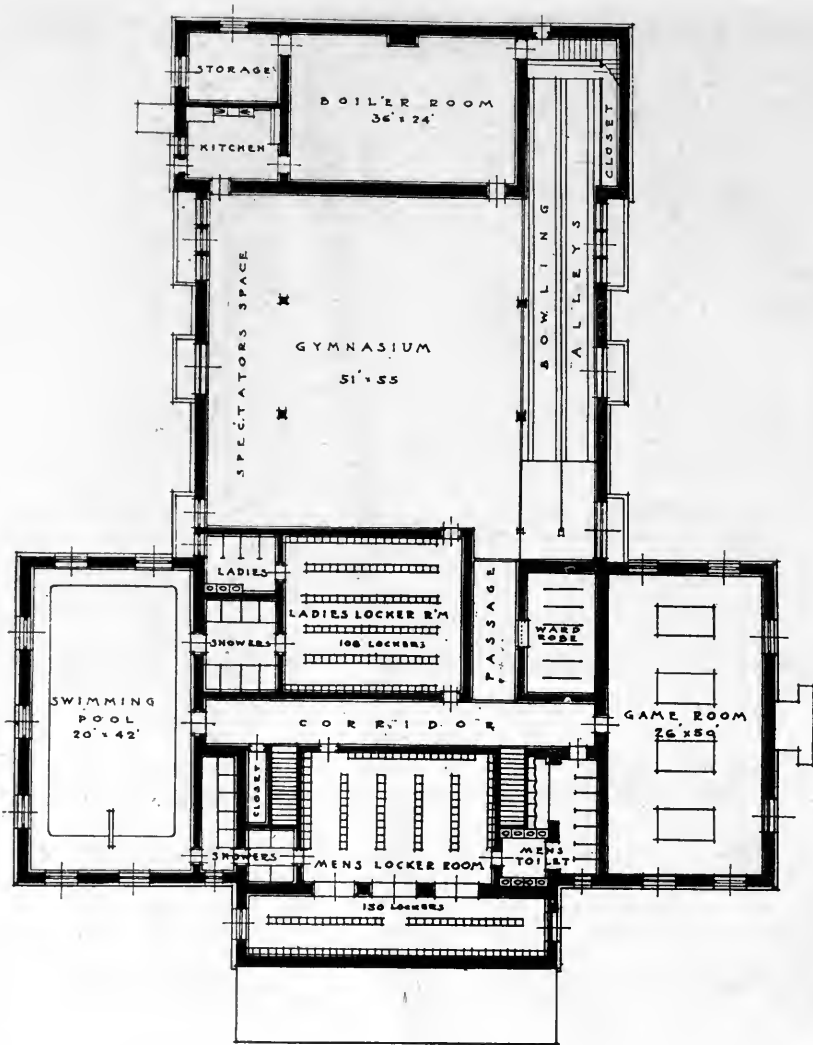 STORAGE
BOILER ROOM
36' x 24'
CLOSET
KITCHEN
BOWLING
ALLEYS
SPECTATORS SPACE
GYMNASIUM
51' x 55
LADIES
LADIES LOCKER R'M
108 LOCKERS
SHOWERS
PASSAGE
WARD
ROBE
SWIMMING
POOL
20' x 42'
CORRIDOR
GAME ROOM
26' x 50'
CLOSET
SHOWERS
MENS LOCKER ROOM
MENS
TOILET
150 LOCKERS